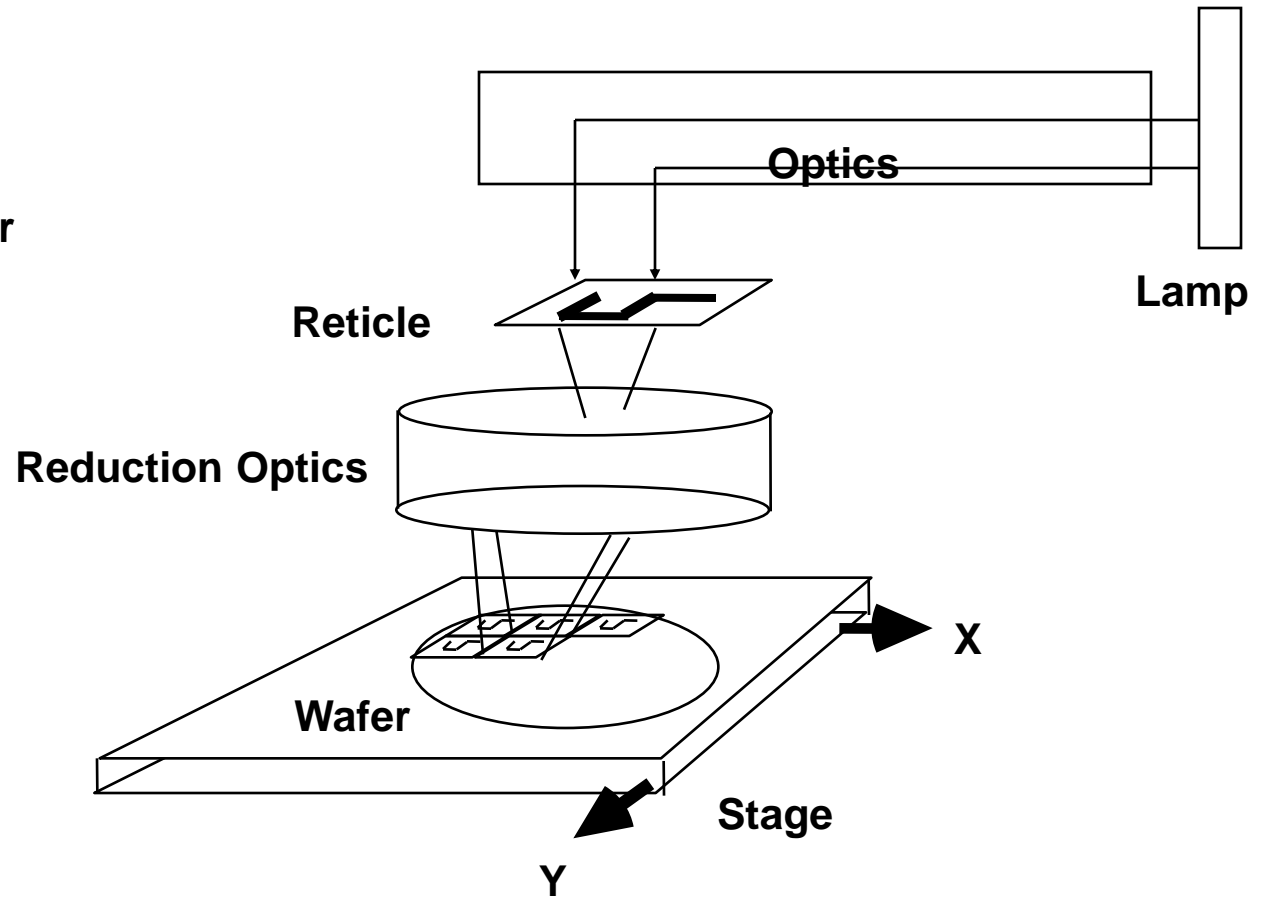 Optics
r
Lamp
Reticle
Reduction Optics
X
Wafer
Stage
Y